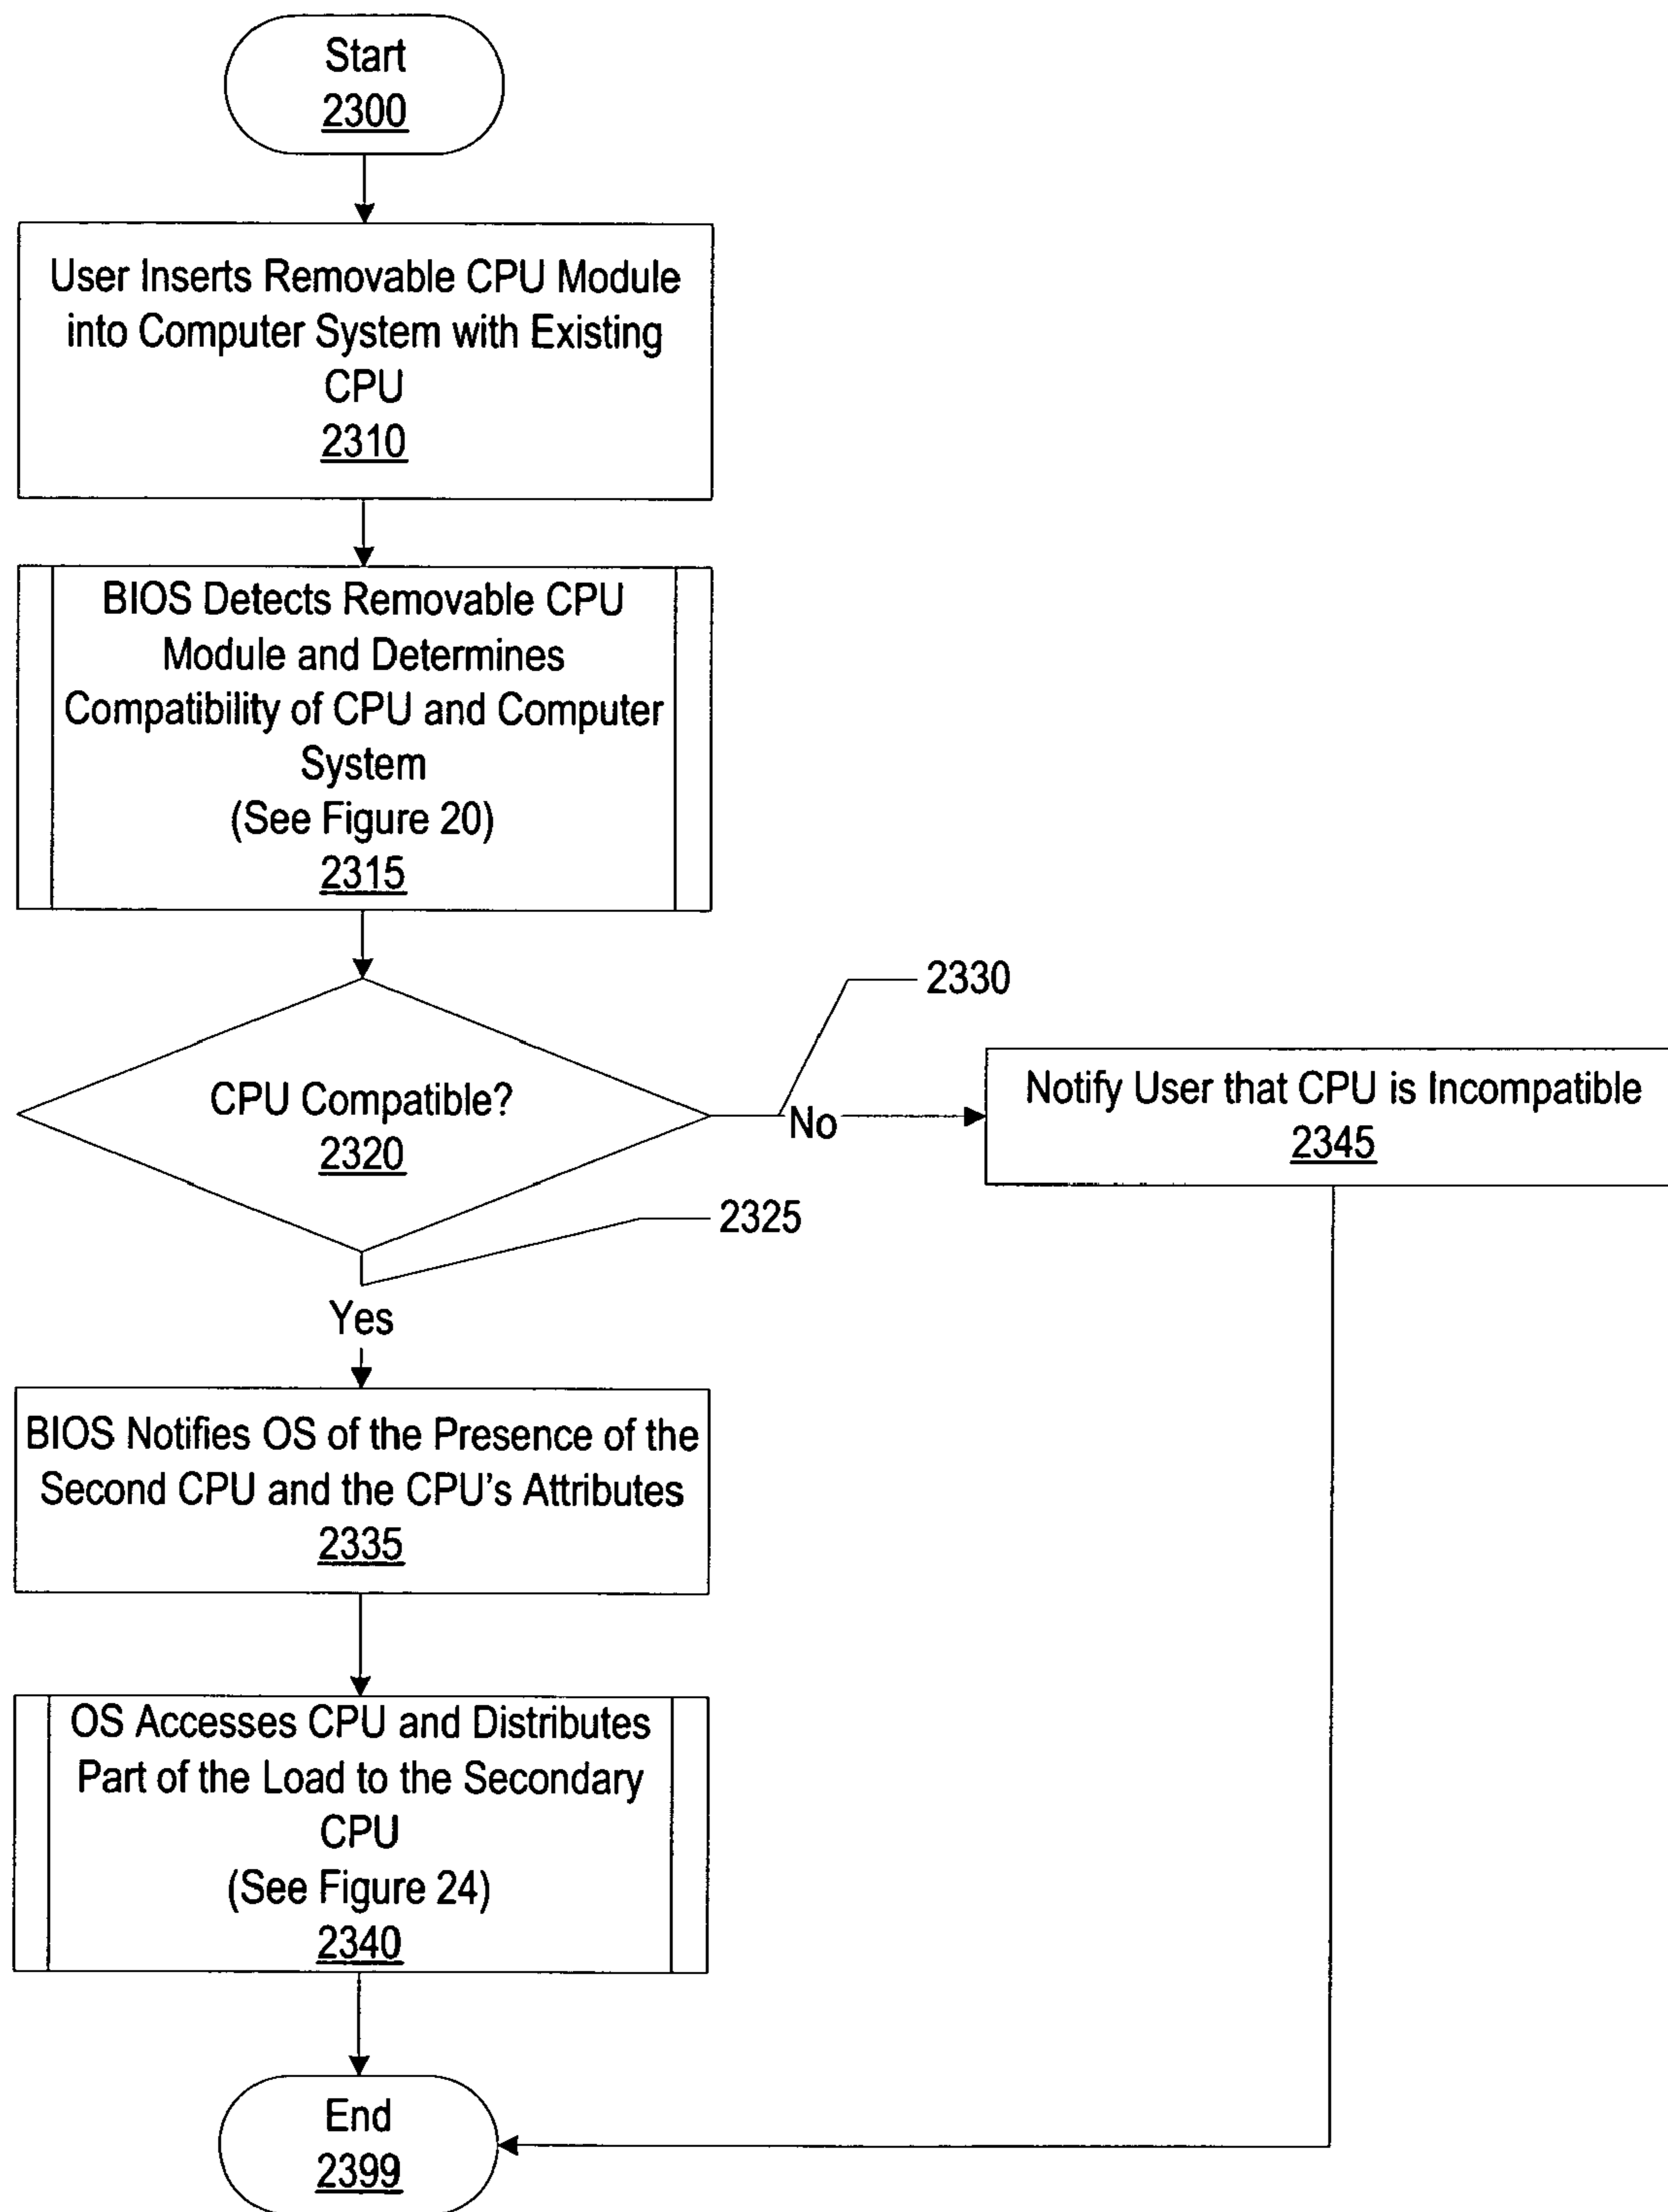 Start
2300
User Inserts Removable CPU Module
into Computer System with Existing
CPU
2310
BIOS Detects Removable CPU
Module and Determines
Compatibility of CPU and Computer
System
(See Figure 20)
2315
CPU Compatible?
2320
2330
No
Notify User that CPU is Incompatible
2345
2325
Yes
BIOS Notifies OS of the Presence of the
Second CPU and the CPU's Attributes
2335
OS Accesses CPU and Distributes
Part of the Load to the Secondary
CPU
(See Figure 24)
2340
End
2399